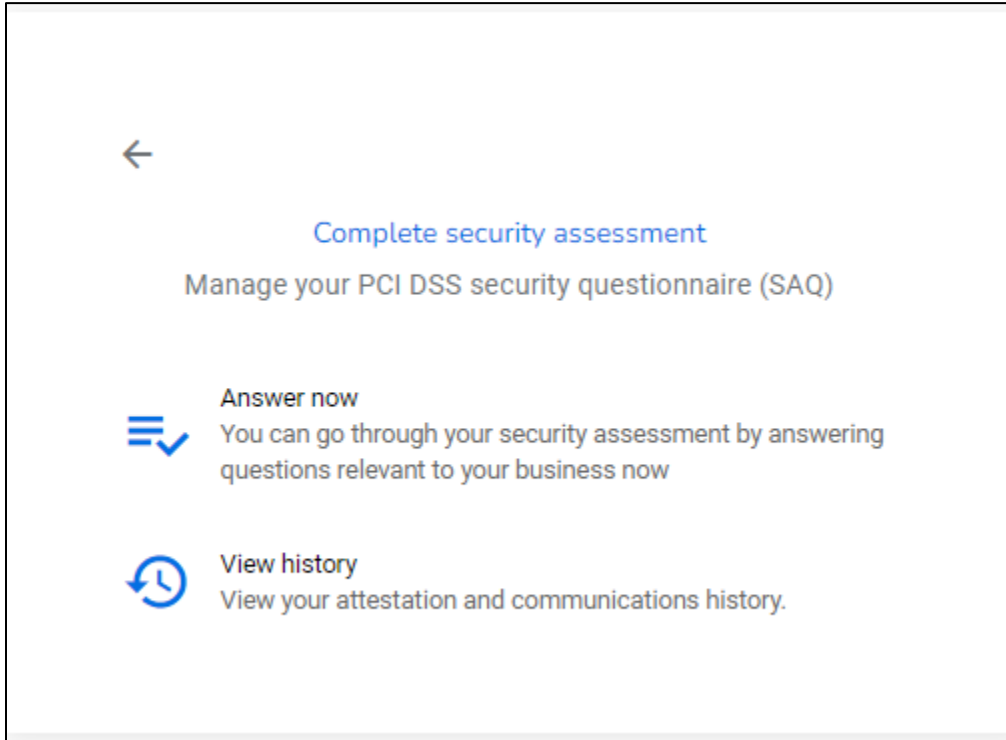 Complete security assessment
Manage your PCI DSS security questionnaire (SAQ)
Answer now
You can go through your security assessment by answering
questions relevant to your business now
View history
View your attestation and communications history.